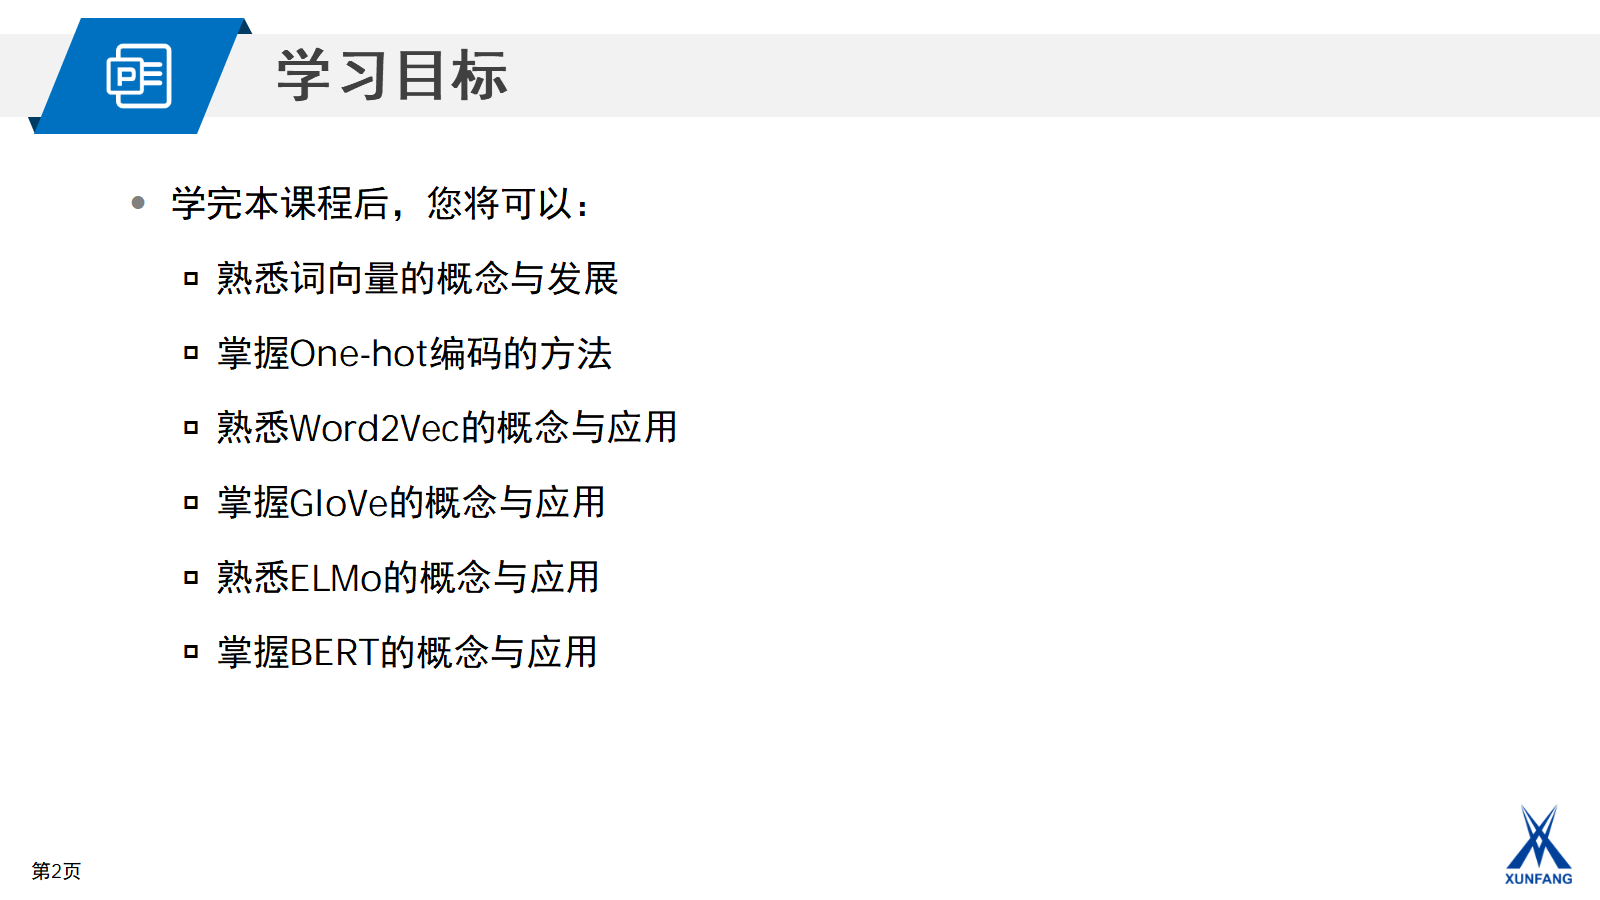 学习目标
学完本课程后，您将可以：
熟悉词向量的概念与发展
掌握One-hot编码的方法
熟悉Word2Vec的概念与应用
掌握GloVe的概念与应用
熟悉ELMo的概念与应用
掌握BERT的概念与应用
第2页
XUNFANG